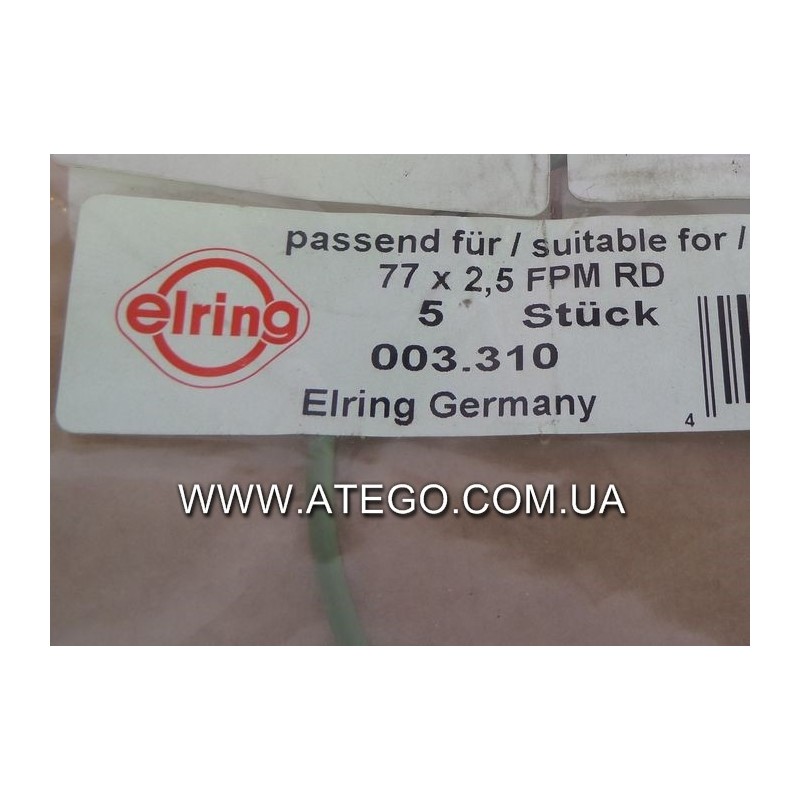 elring
passend für / suitable for /
77 x 2,5 FPM RD
5 Stück
003.310
Elring Germany
4
WWW.ATEGO.COM.UA